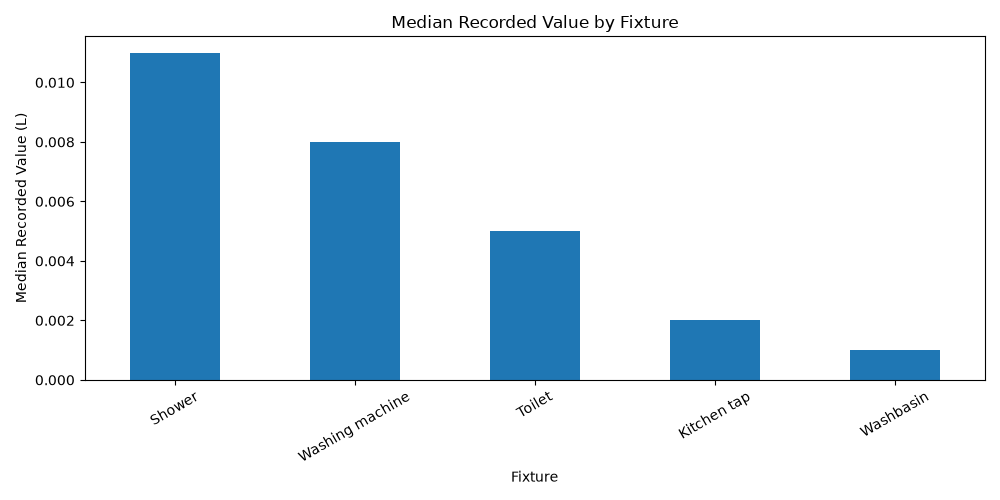 Median Recorded Value by Fixture
Median Recorded Value (L)
0.010
0.008
0.006
0.004
0.002
0.000
Shower
Washing machine
Toilet
Kitchen tap
Washbasin
Fixture